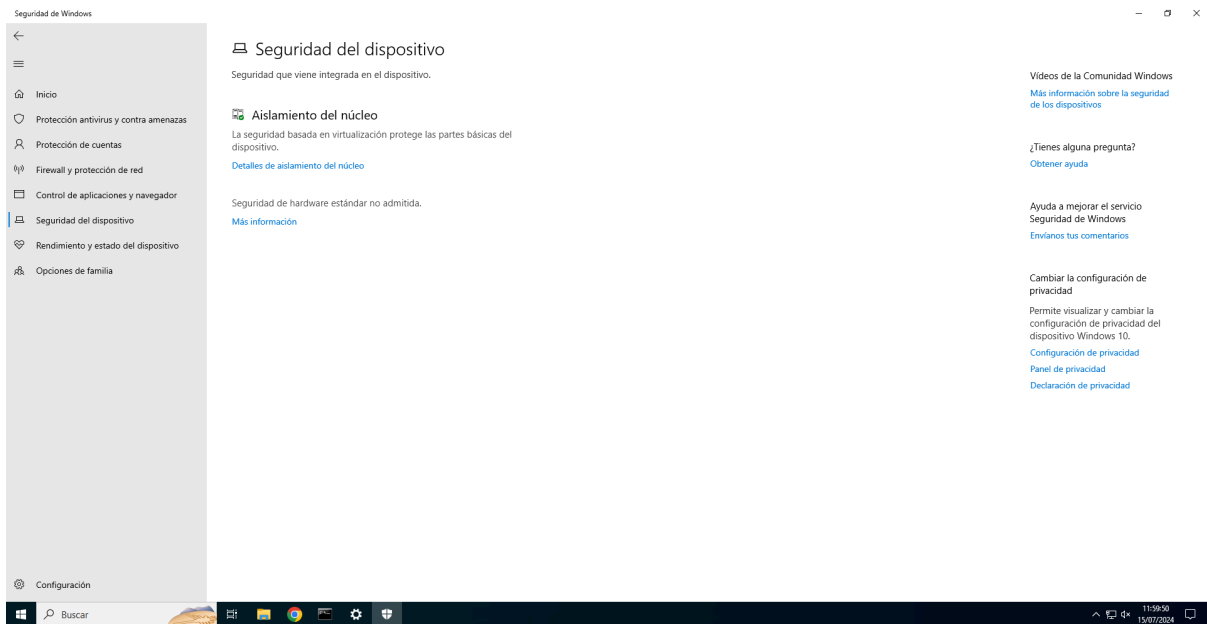 Seguridad de Windows
Inicio
Protección antivirus y contra amenazas
Protección de cuentas
Firewall y protección de red
Control de aplicaciones y navegador
Seguridad del dispositivo
Rendimiento y estado del dispositivo
Opciones de familia
Configuración
Seguridad del dispositivo
Seguridad que viene integrada en el dispositivo.
Aislamiento del núcleo
La seguridad basada en virtualización protege las partes básicas del
dispositivo.
Detalles de aislamiento del núcleo
Seguridad de hardware estándar no admitida.
Más información
Vídeos de la Comunidad Windows
Más información sobre la seguridad
de los dispositivos
¿Tienes alguna pregunta?
Obtener ayuda
Ayuda a mejorar el servicio
Seguridad de Windows
Envíanos tus comentarios
Cambiar la configuración de
privacidad
Permite visualizar y cambiar la
configuración de privacidad del
dispositivo Windows 10.
Configuración de privacidad
Panel de privacidad
Declaración de privacidad
Buscar
11:59:50
15/07/2024